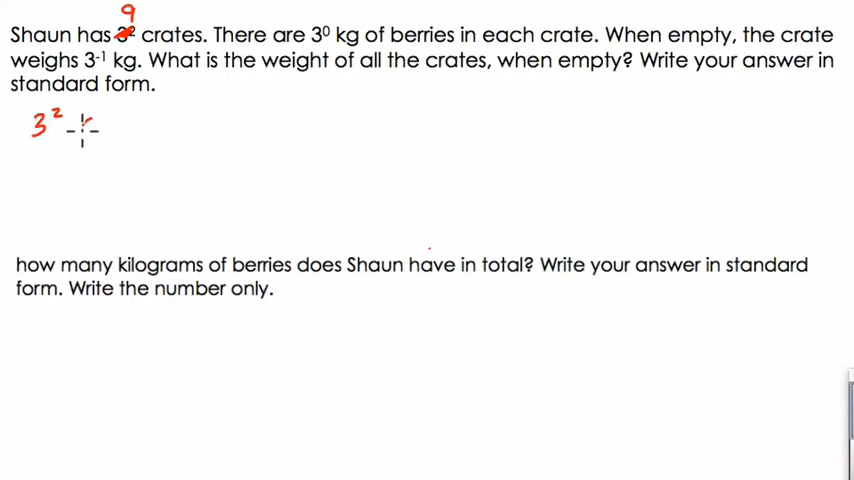 9
Shaun has 3² crates. There are 3⁰ kg of berries in each crate. When empty, the crate
weighs 3⁻¹ kg. What is the weight of all the crates, when empty? Write your answer in
standard form.
3²
how many kilograms of berries does Shaun have in total? Write your answer in standard
form. Write the number only.